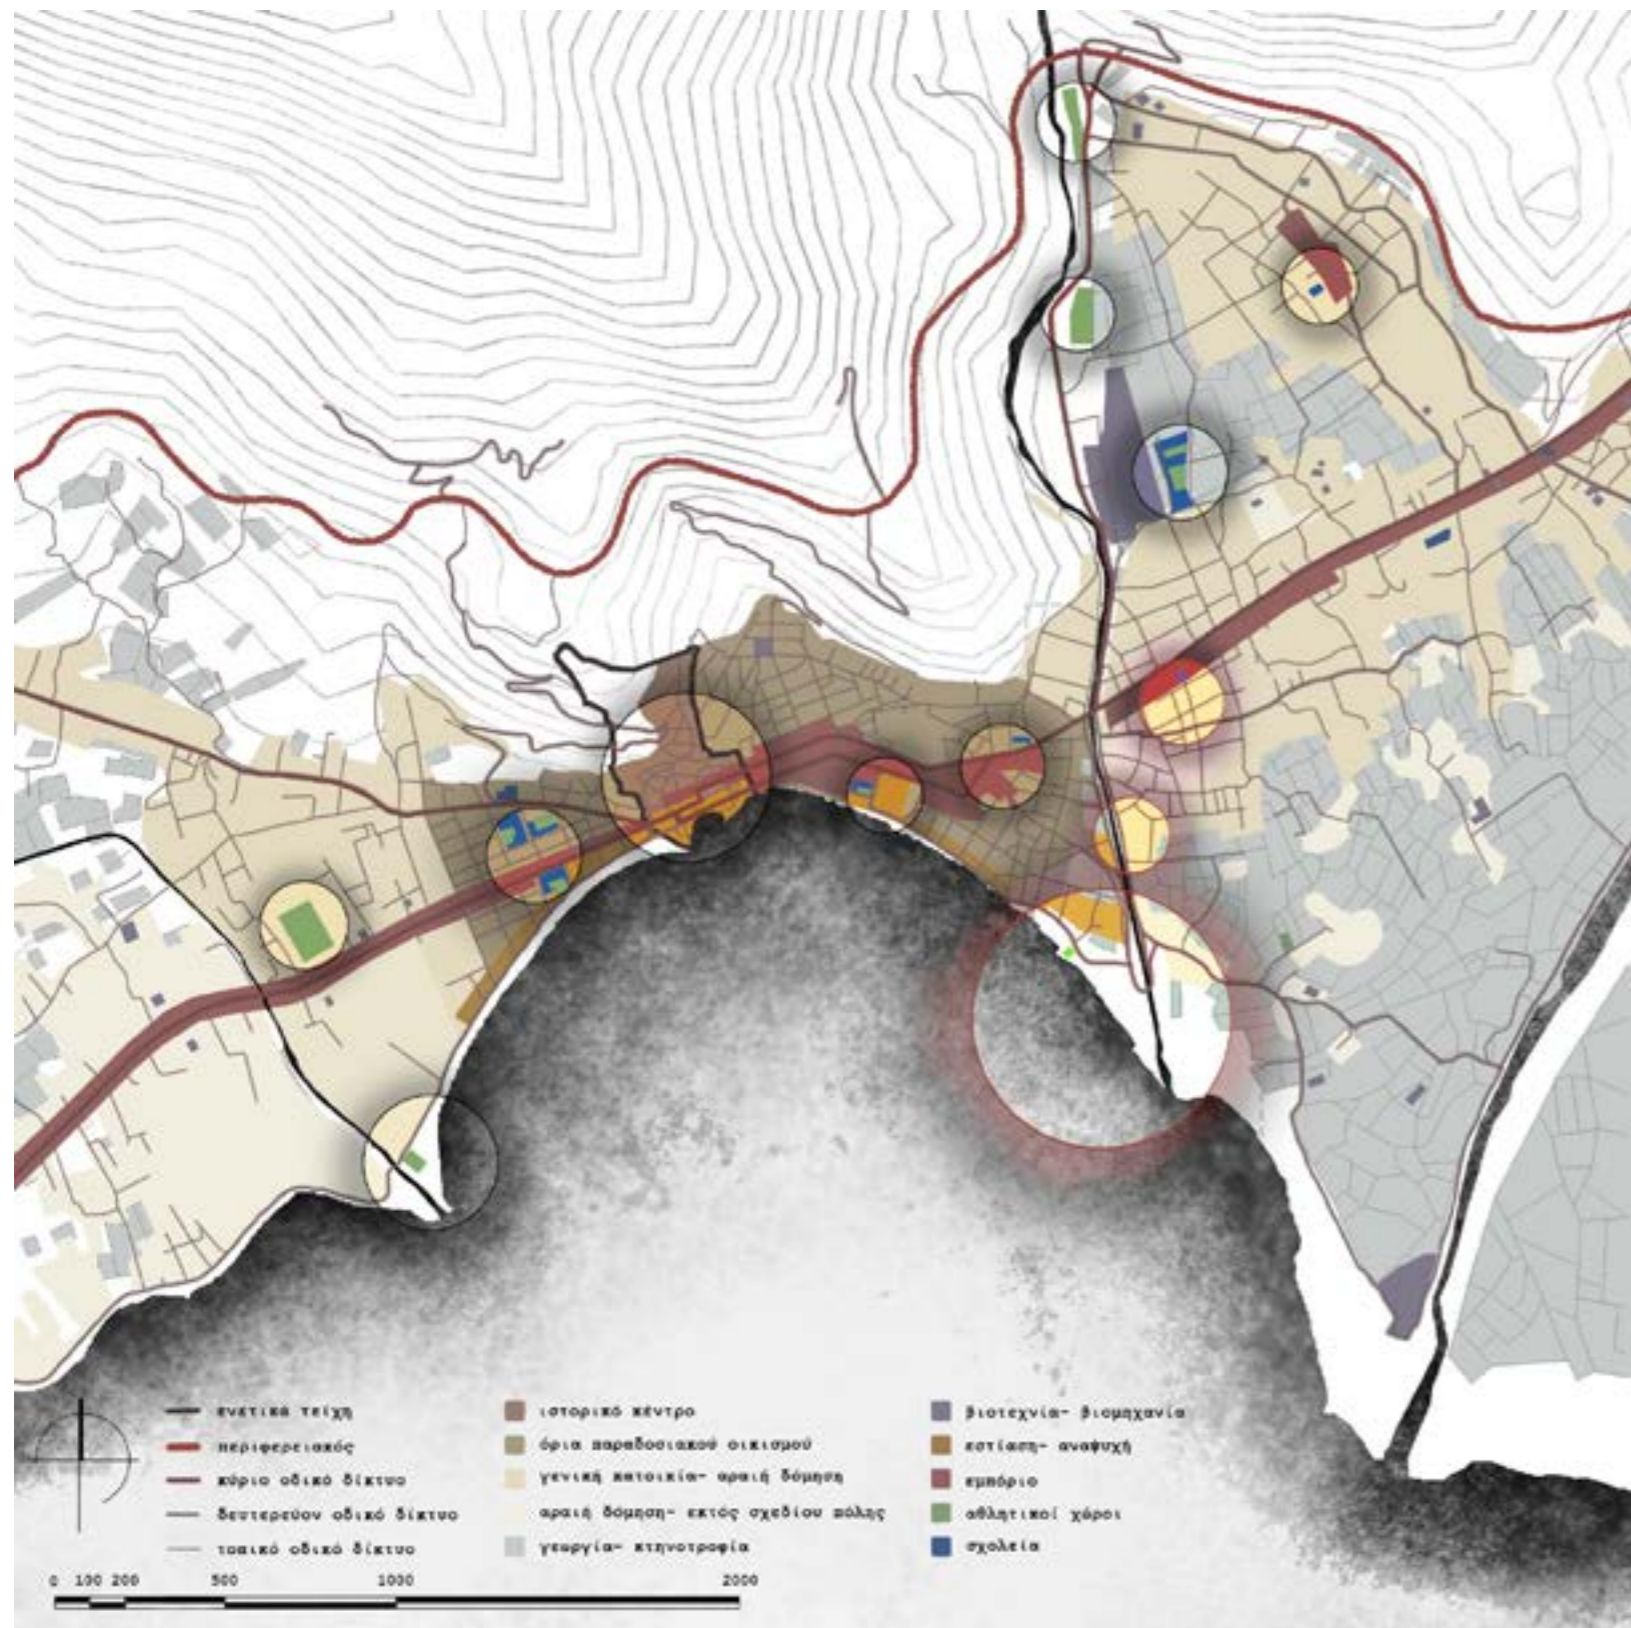 ενετικά τείχη
περιφερειακός
κύριο οδικό δίκτυο
δευτερεύον οδικό δίκτυο
τοπικό οδικό δίκτυο
ιστορικό κέντρο
όρια παραδοσιακού οικισμού
γενική κατοικία- αραιή δόμηση
αραιή δόμηση- εκτός σχεδίου πόλης
γεωργία- κτηνοτροφία
βιοτεχνία- βιομηχανία
εστίαση- αναψυχή
εμπόριο
αθλητικοί χώροι
σχολεία
0 100 200 500 1000 2000